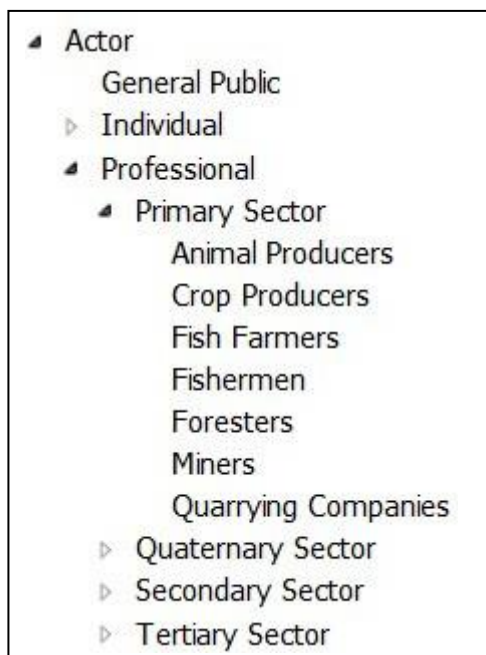 Actor
General Public
Individual
Professional
Primary Sector
Animal Producers
Crop Producers
Fish Farmers
Fishermen
Foresters
Miners
Quarrying Companies
Quaternary Sector
Secondary Sector
Tertiary Sector